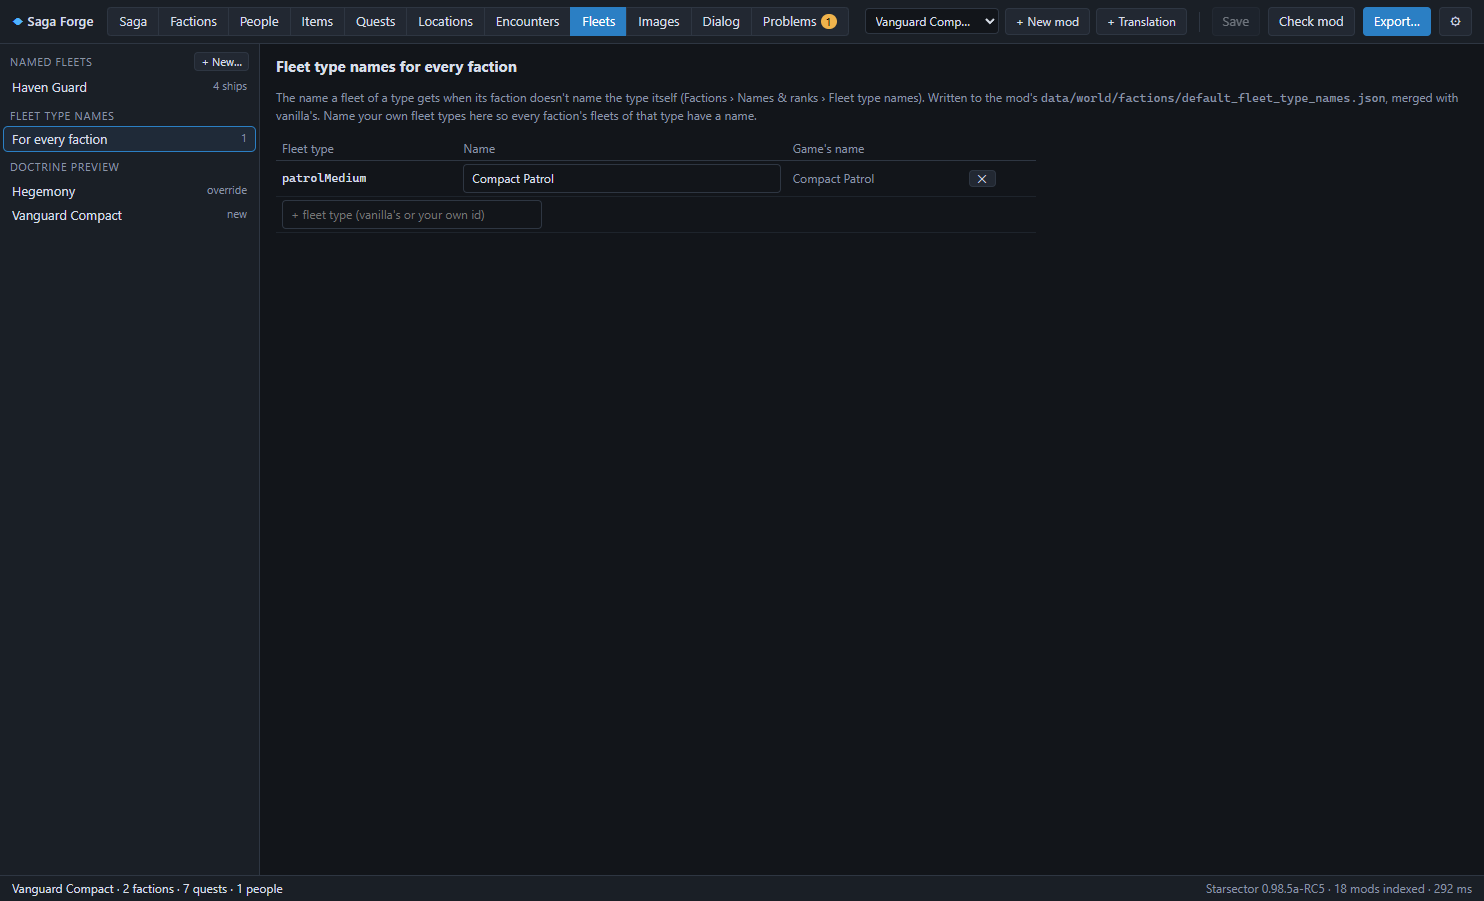 Saga Forge
Saga
Factions
People
Items
Quests
Locations
Encounters
Fleets
Images
Dialog
Problems 1
Vanguard Comp...
+ New mod
+ Translation
Save
Check mod
Export...
NAMED FLEETS
+ New...
Haven Guard 4 ships
FLEET TYPE NAMES
For every faction 1
DOCTRINE PREVIEW
Hegemony override
Vanguard Compact new
Fleet type names for every faction
The name a fleet of a type gets when its faction doesn't name the type itself (Factions › Names & ranks › Fleet type names). Written to the mod's data/world/factions/default_fleet_type_names.json, merged with
vanilla's. Name your own fleet types here so every faction's fleets of that type have a name.
Fleet type Name Game's name
patrolMedium Compact Patrol Compact Patrol ×
+ fleet type (vanilla's or your own id)
Vanguard Compact · 2 factions · 7 quests · 1 people
Starsector 0.98.5a-RC5 · 18 mods indexed · 292 ms